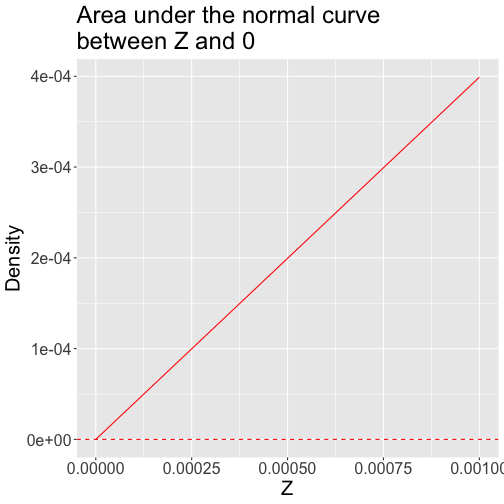 Area under the normal curve
between Z and 0
Density
4e-04
3e-04
2e-04
1e-04
0e+00
0.00000
0.00025
0.00050
0.00075
0.00100
Z